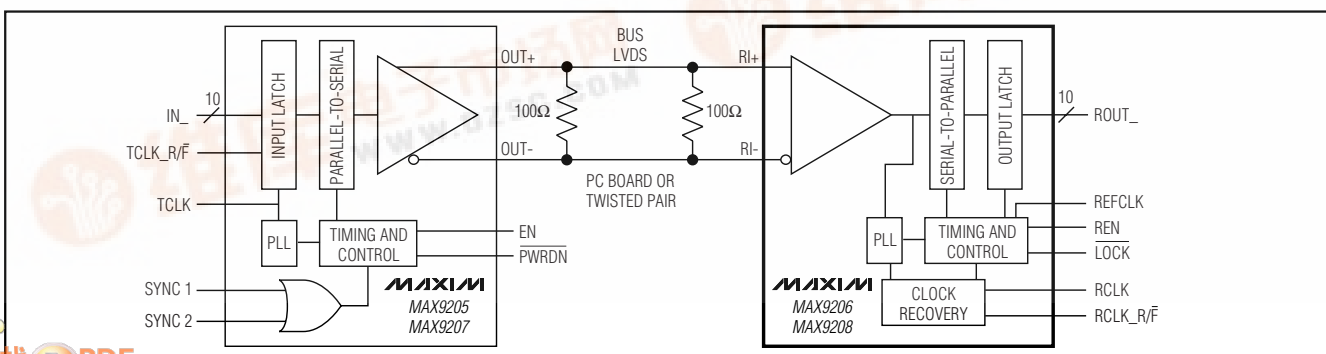 BUS
LVDS
OUT+
RI+
10
IN_
INPUT LATCH
PARALLEL-TO-SERIAL
100Ω
100Ω
SERIAL-TO-PARALLEL
OUTPUT LATCH
10
ROUT_
TCLK_R/F̅
OUT-
RI-
TCLK
PC BOARD OR
TWISTED PAIR
REFCLK
PLL
TIMING AND
CONTROL
EN
PWRDN
PLL
TIMING AND
CONTROL
REN
LOCK
SYNC 1
SYNC 2
MAXIM
MAX9205
MAX9207
MAXIM
MAX9206
MAX9208
CLOCK
RECOVERY
RCLK
RCLK_R/F̅
PDF